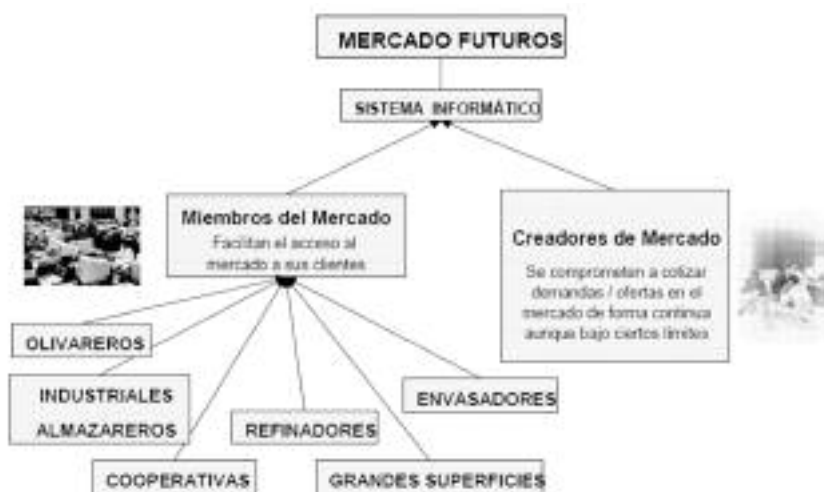 MERCADO FUTUROS
SISTEMA INFORMÁTICO
Miembros del Mercado
Facilitan el acceso al
mercado a sus clientes
Creadores de Mercado
Se comprometen a cotizar
demandas / ofertas en el
mercado de forma continua
aunque bajo ciertos límites
OLIVAREROS
INDUSTRIALES
ALMAZAREROS
ENVASADORES
REFINADORES
COOPERATIVAS
GRANDES SUPERFICIES